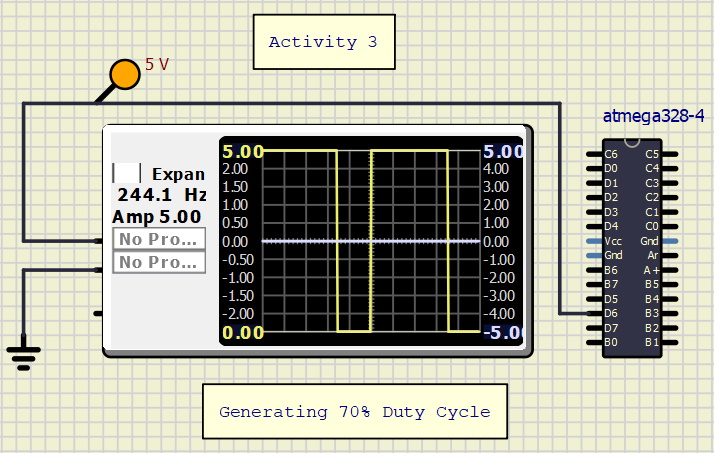 Activity 3
5 V
atmega328-4
Expan
244.1 Hz
Amp 5.00
No Pro...
No Pro...
5.00
2.00
1.50
1.00
0.50
0.00
-0.50
-1.00
-1.50
-2.00
0.00
5.00
4.00
3.00
2.00
1.00
0.00
-1.00
-2.00
-3.00
-4.00
-5.00
C6 C5
D0 C4
D1 C3
D2 C2
D3 C1
D4 C0
Vcc Gnd
Gnd Ar
B6 A+
B7 B5
D5 B4
D6 B3
D7 B2
B0 B1
Generating 70% Duty Cycle